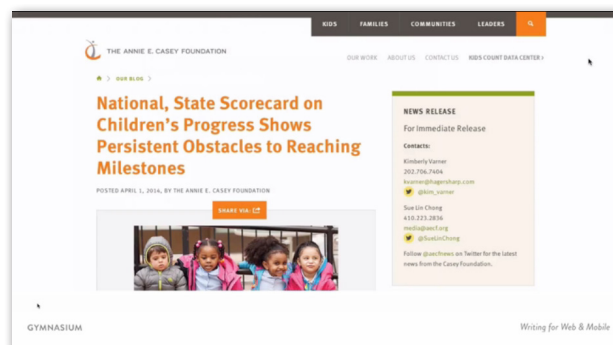 KIDS FAMILIES COMMUNITIES LEADERS
THE ANNIE E. CASEY FOUNDATION
OUR WORK ABOUT US CONTACT US KIDS COUNT DATA CENTER ›
> OUR BLOG >
National, State Scorecard on
Children's Progress Shows
Persistent Obstacles to Reaching
Milestones
POSTED APRIL 1, 2014, BY THE ANNIE E. CASEY FOUNDATION
SHARE VIA:
NEWS RELEASE
For Immediate Release
Contacts:
Kimberly Varner
202.706.7404
kvarner@hagersharp.com
@kim_varner
Sue Lin Chong
410.223.2836
media@aecf.org
@SueLinChong
Follow @aecfnews on Twitter for the latest
news from the Casey Foundation.
GYMNASIUM
Writing for Web & Mobile